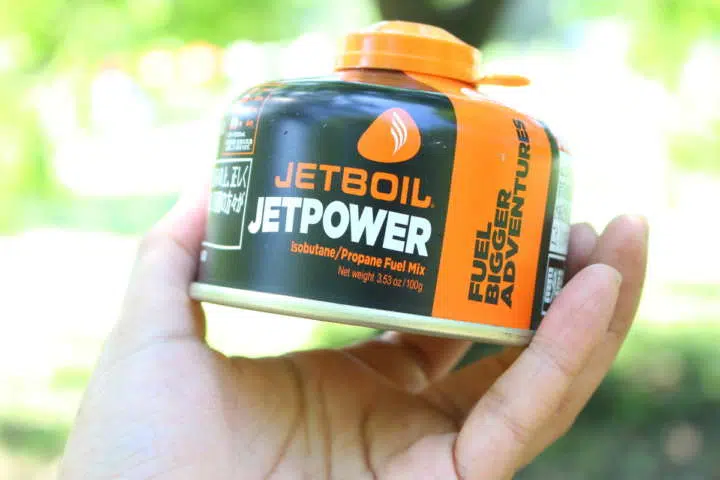 JETBOIL
JETPOWER
Isobutane/Propane Fuel Mix
Net weight 3.53 oz/100g
FUEL
BIGGER
ADVENTURES